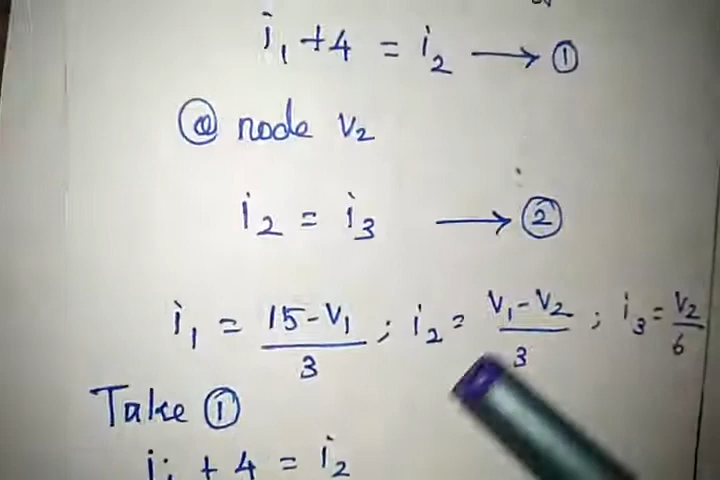 i₁ + 4 = i₂ → ①
@ node V₂
i₂ = i₃ → ②
i₁ = (15 - V₁)/3 ; i₂ = (V₁ - V₂)/3 ; i₃ = V₂/6
Take ①
i₁ + 4 = i₂